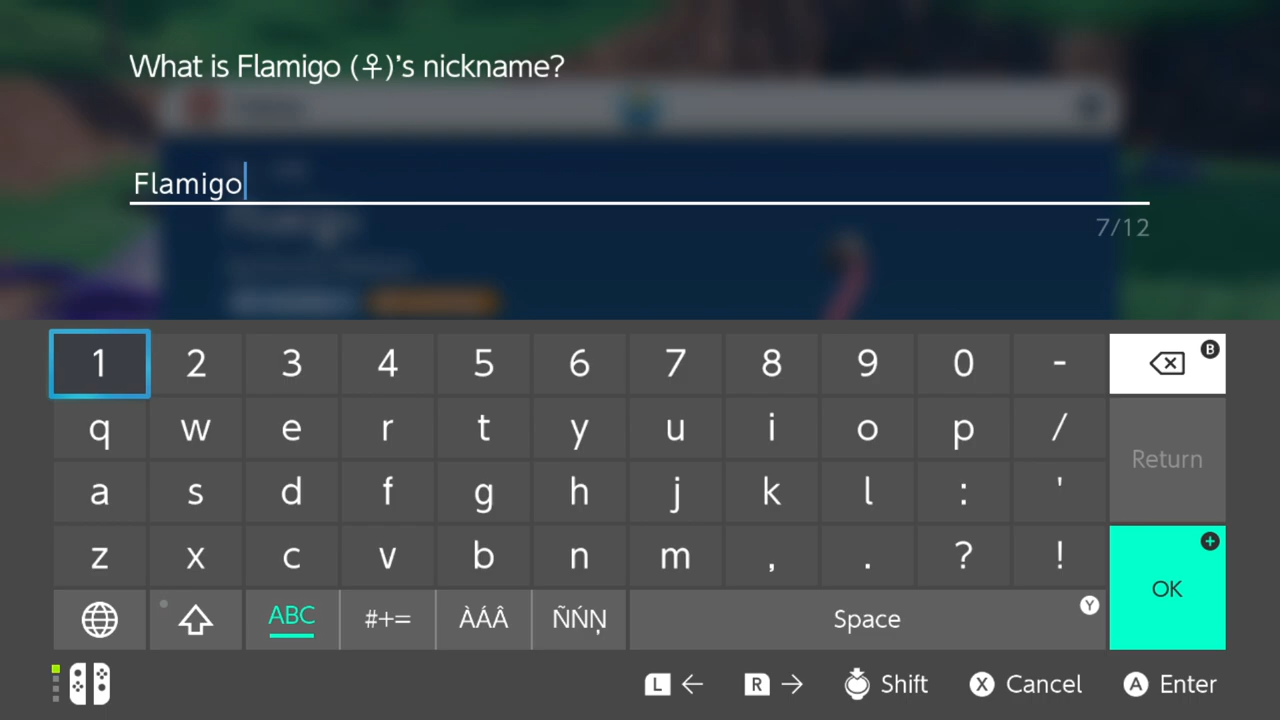 What is Flamigo (♀)'s nickname?
Flamigo
7/12
1 2 3 4 5 6 7 8 9 0 - B
q w e r t y u i o p /
Return
a s d f g h j k l : '
z x c v b n m , . ? ! +
OK
ABC #+= ÀÁÂ ÑŃŅ Space Y
L ← R → Shift X Cancel A Enter